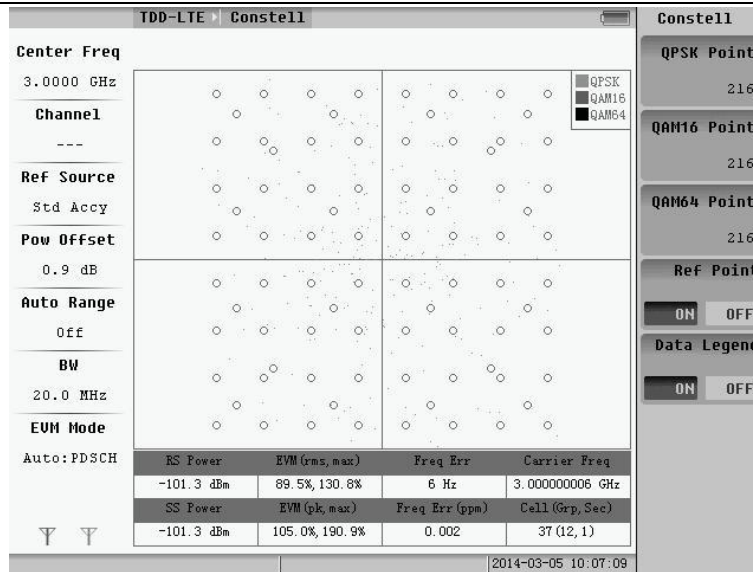 TDD-LTE Constell
Constell
Center Freq
3.0000 GHz
Channel
---
Ref Source
Std Accy
Pow Offset
0.9 dB
Auto Range
Off
BW
20.0 MHz
EVM Mode
Auto:PDSCH
QPSK
QAM16
QAM64
QPSK Point
216
QAM16 Point
216
QAM64 Point
216
Ref Point
ON OFF
Data Legend
ON OFF
RS Power EVM(rms,max) Freq Err Carrier Freq
-101.3 dBm 89.5%,130.8% 6 Hz 3.000000006 GHz
SS Power EVM(pk,max) Freq Err(ppm) Cell(Grp,Sec)
-101.3 dBm 105.0%,190.9% 0.002 37(12,1)
2014-03-05 10:07:09